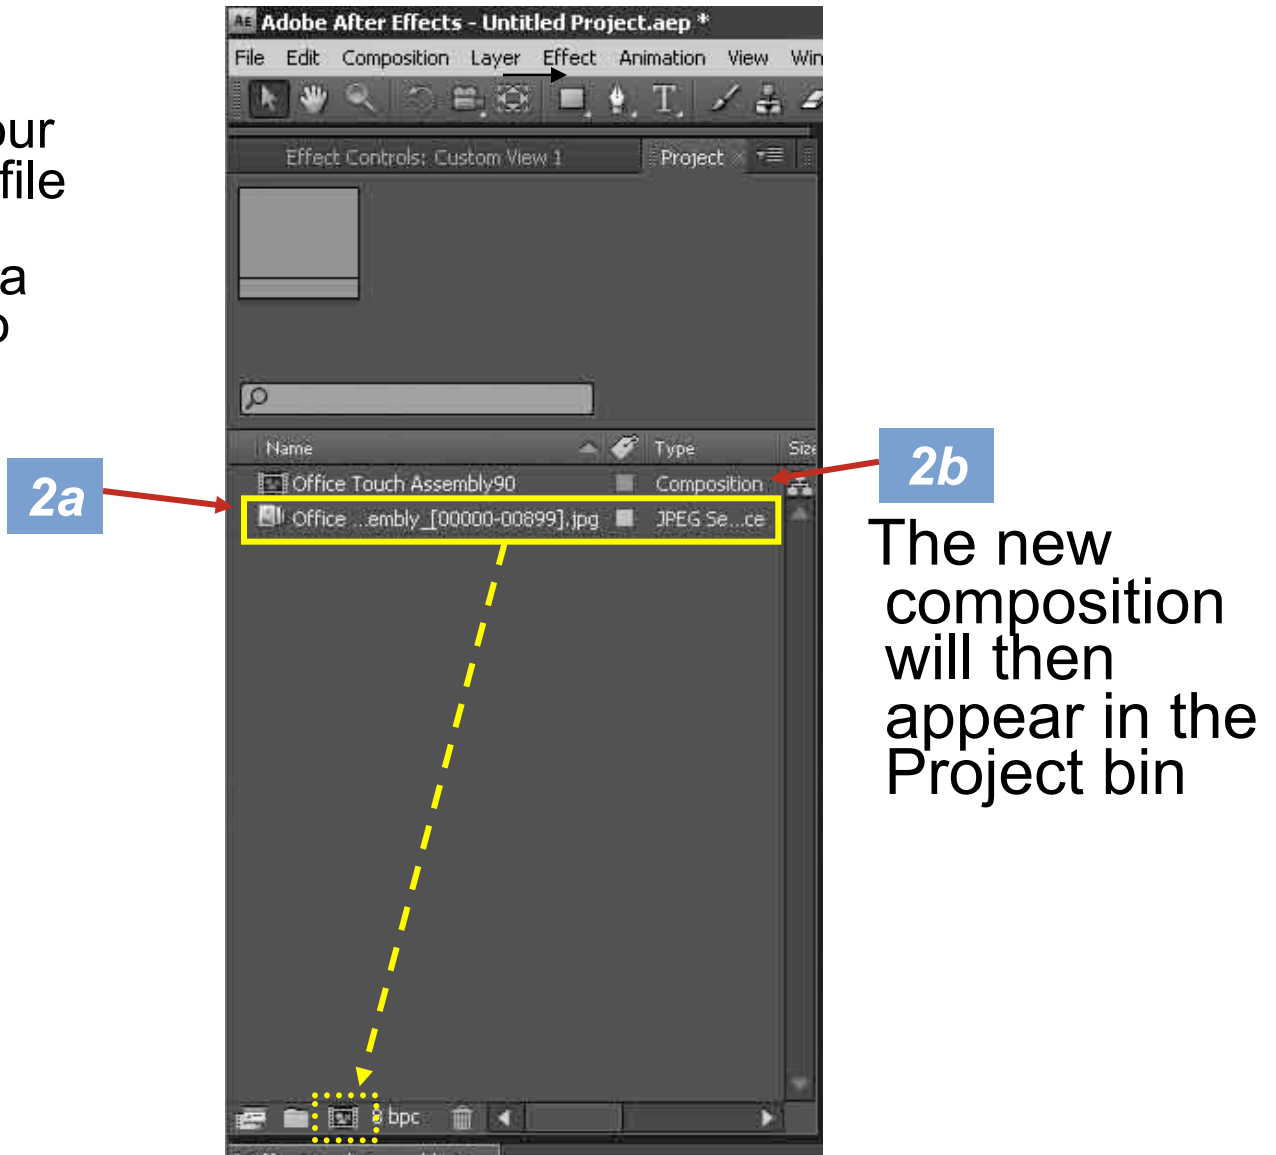 Adobe After Effects - Untitled Project.aep *
File Edit Composition Layer Effect Animation View Win
our
file
a
Effect Controls: Custom View 1 Project
Name Type Size
Office Touch Assembly90 Composition
Office ...embly_[00000-00899].jpg JPEG Se...ce
2a
2b
The new
composition
will then
appear in the
Project bin
8 bpc